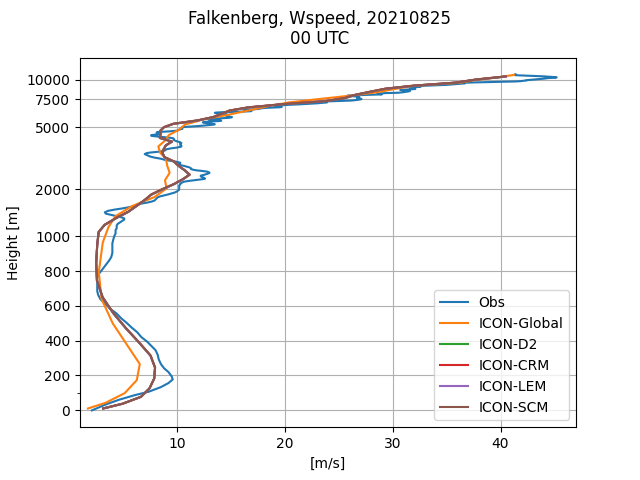 Falkenberg, Wspeed, 20210825
00 UTC
10000
7500
5000
2000
1000
800
600
400
200
0
Height [m]
Obs
ICON-Global
ICON-D2
ICON-CRM
ICON-LEM
ICON-SCM
10 20 30 40
[m/s]